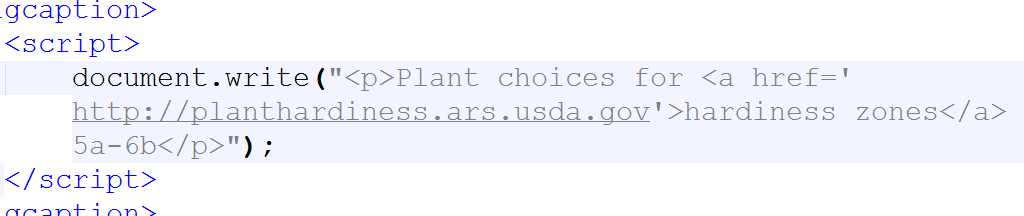 gcaption>
<script>
document.write("<p>Plant choices for <a href='
http://planthardiness.ars.usda.gov'>hardiness zones</a>
5a-6b</p>");
</script>
gcaption>